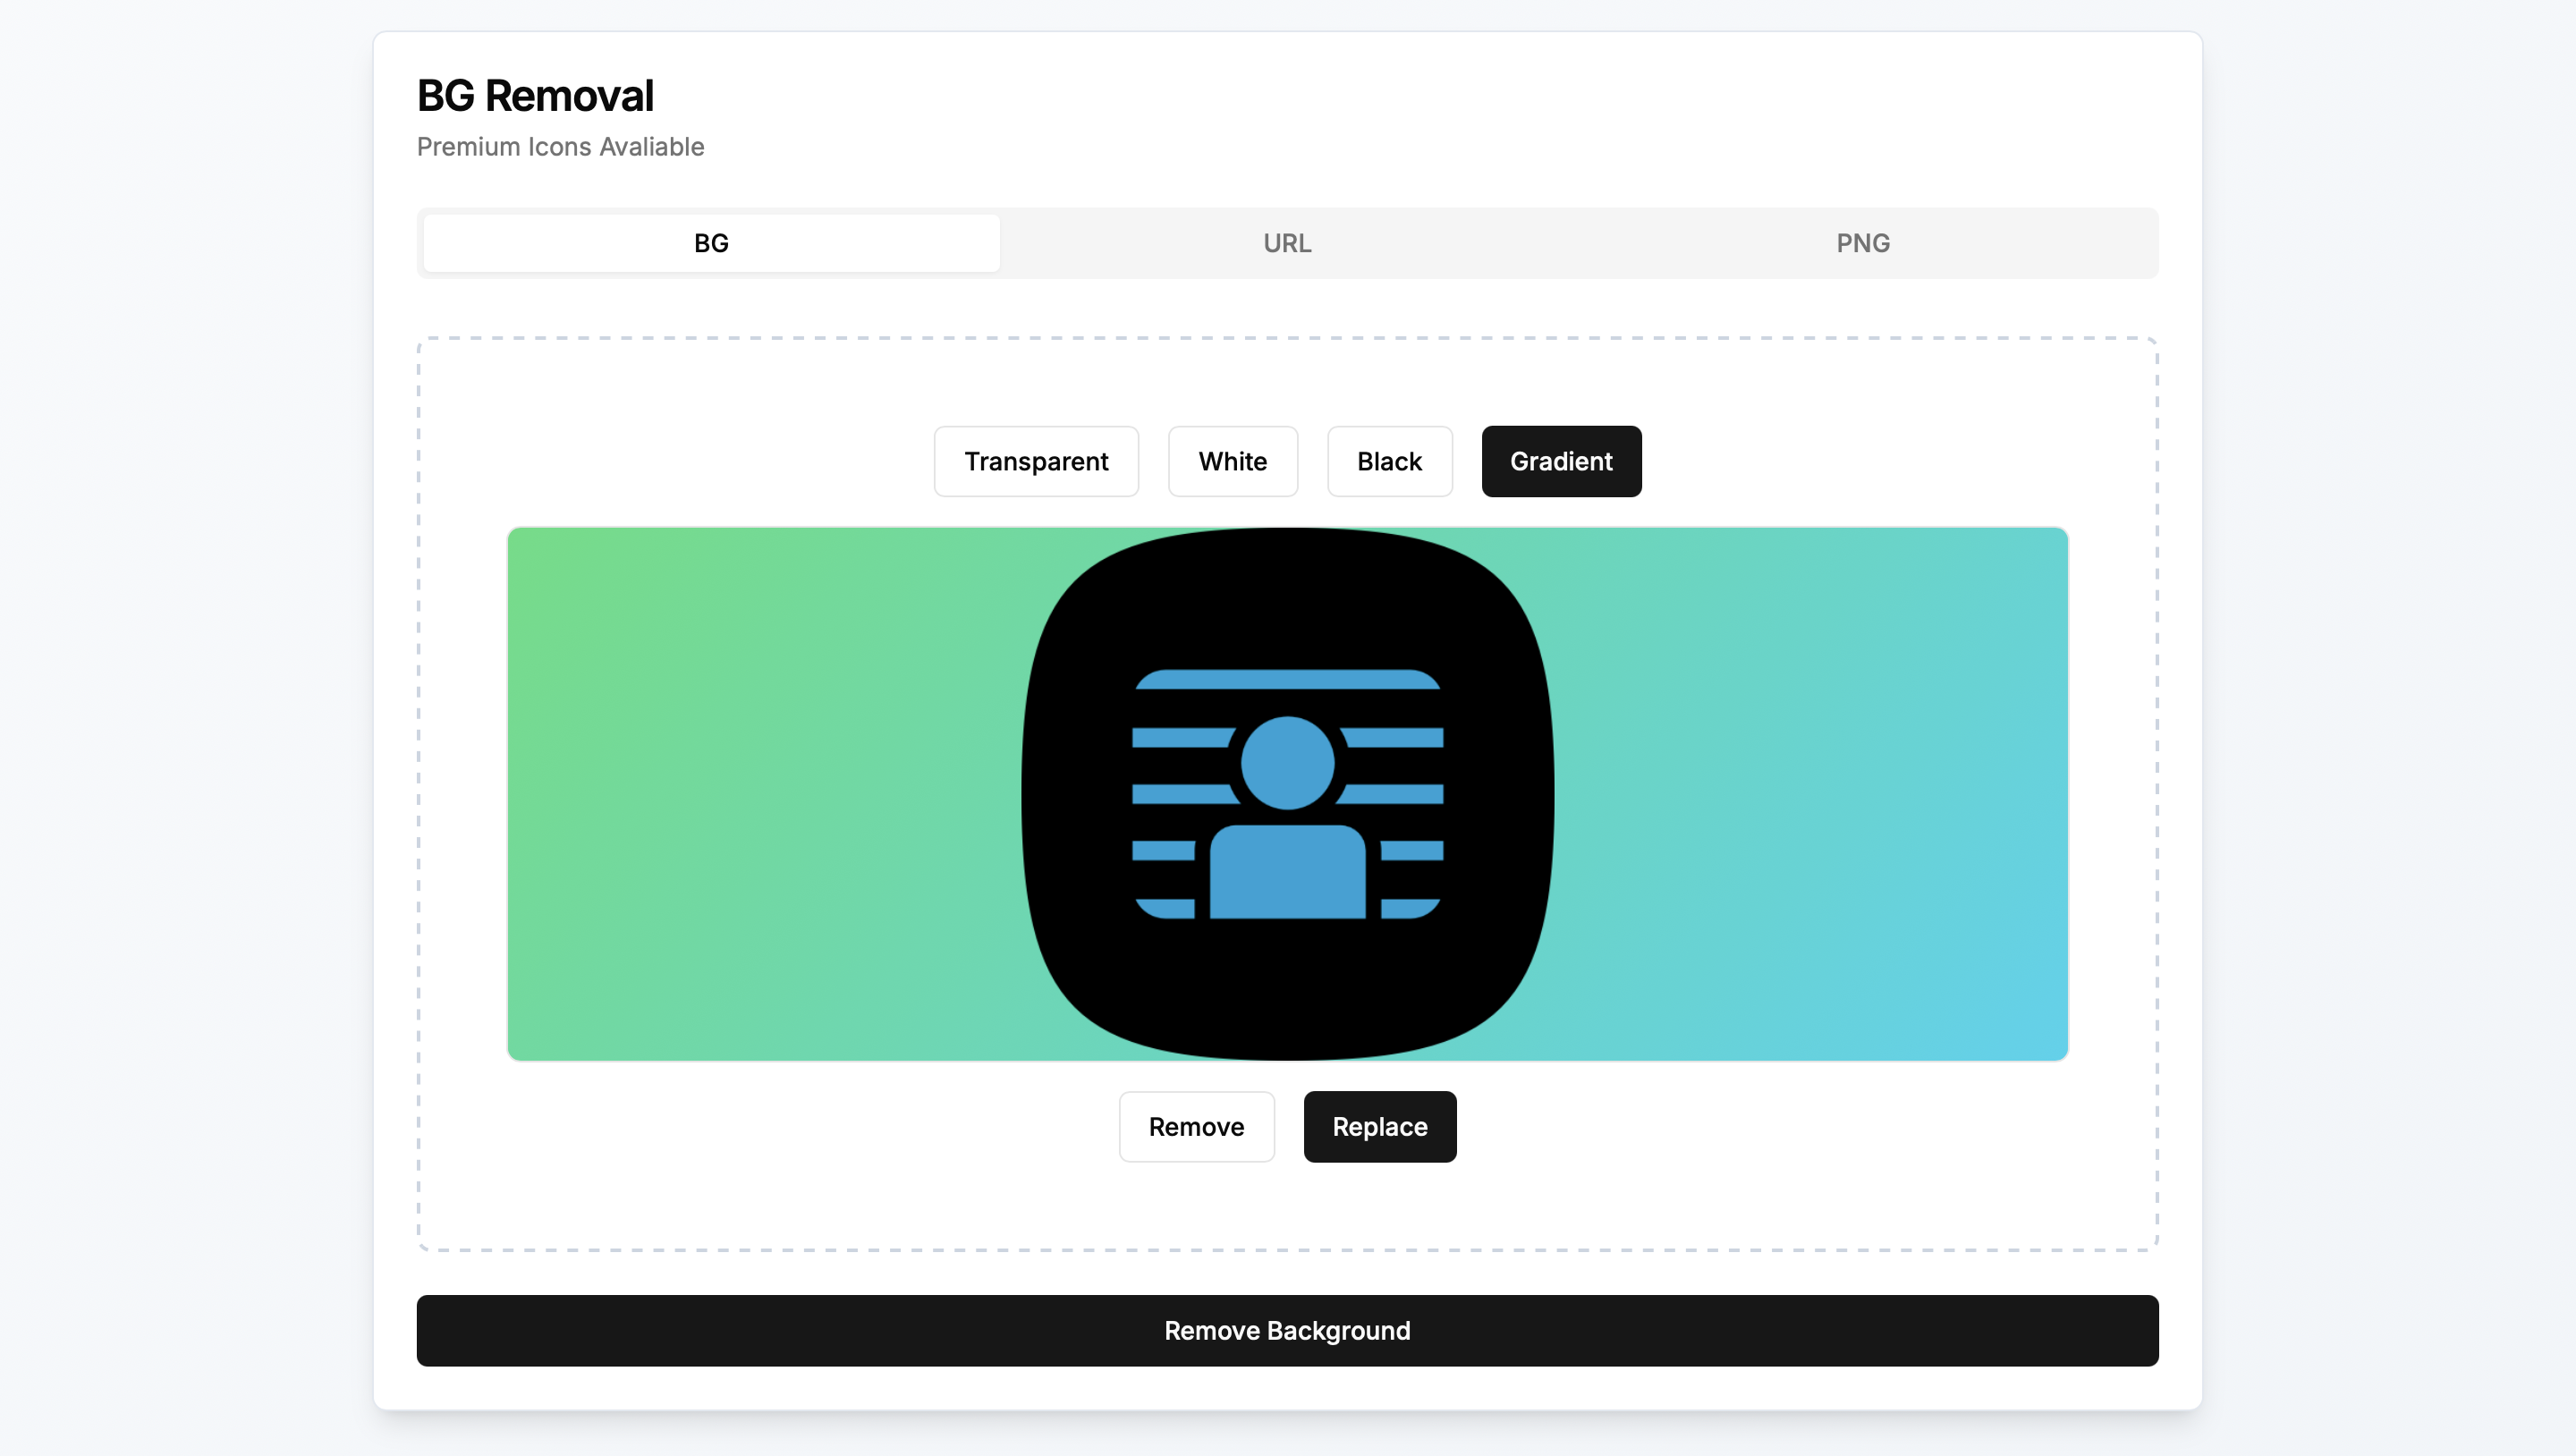 BG Removal
Premium Icons Avaliable
BG URL PNG
Transparent White Black Gradient
Remove Replace
Remove Background